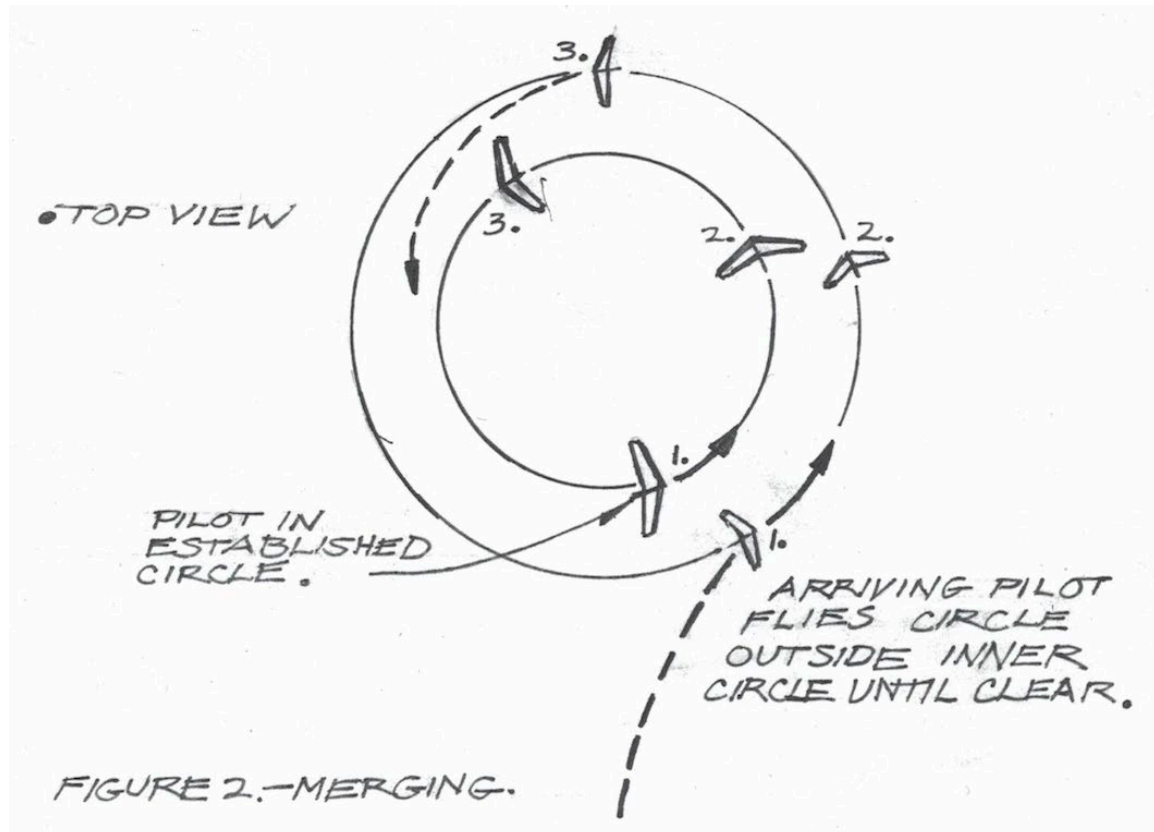 3.
•TOP VIEW
3.
2.
2.
1.
PILOT IN
ESTABLISHED
CIRCLE.
1.
ARRIVING PILOT
FLIES CIRCLE
OUTSIDE INNER
CIRCLE UNTIL CLEAR.
FIGURE 2.-MERGING.